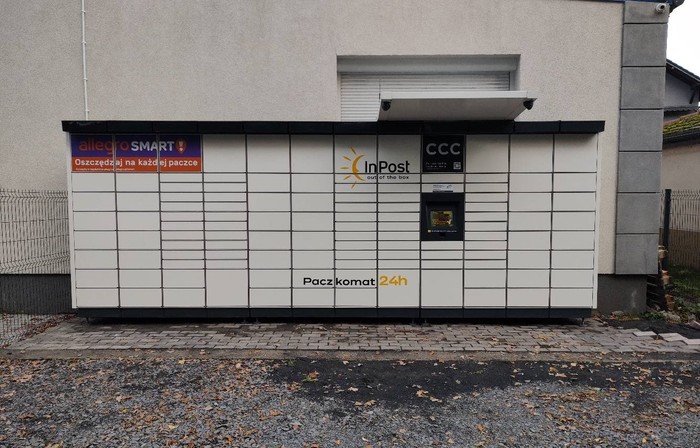 allegro SMART!
Oszczędzaj na każdej paczce
InPost
out of the box
CCC
Paczkomat 24h